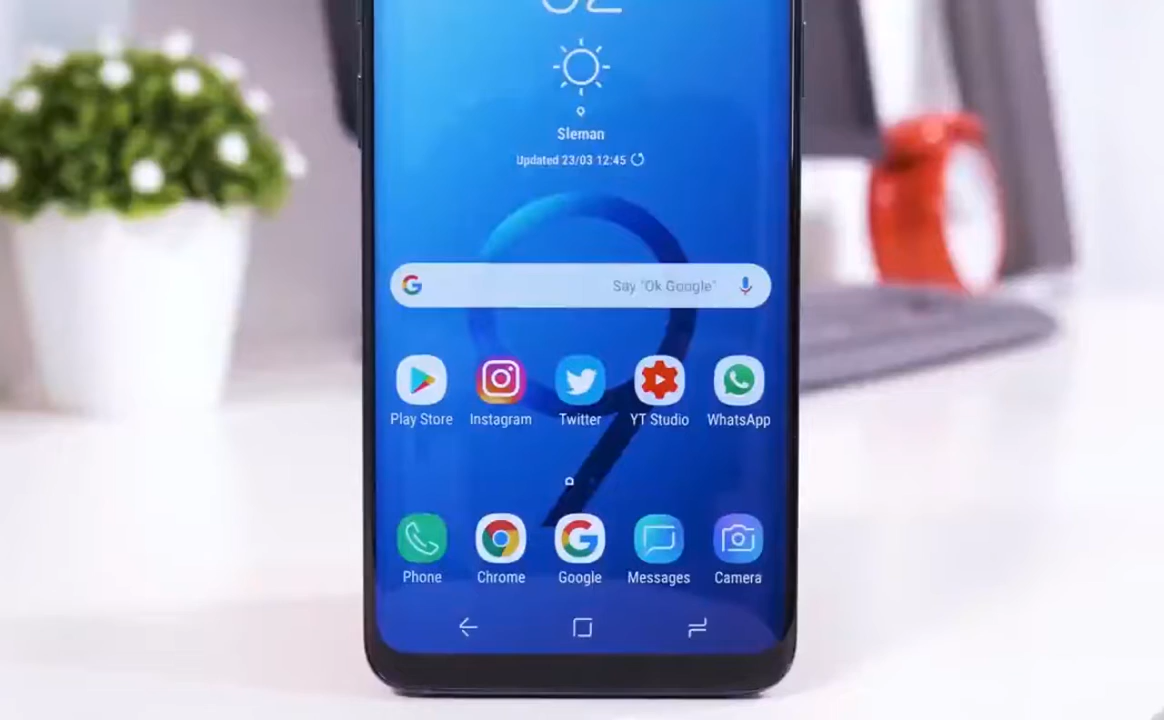 Sleman
Updated 23/03 12:45
Say "Ok Google"
Play Store
Instagram
Twitter
YT Studio
WhatsApp
Phone
Chrome
Google
Messages
Camera